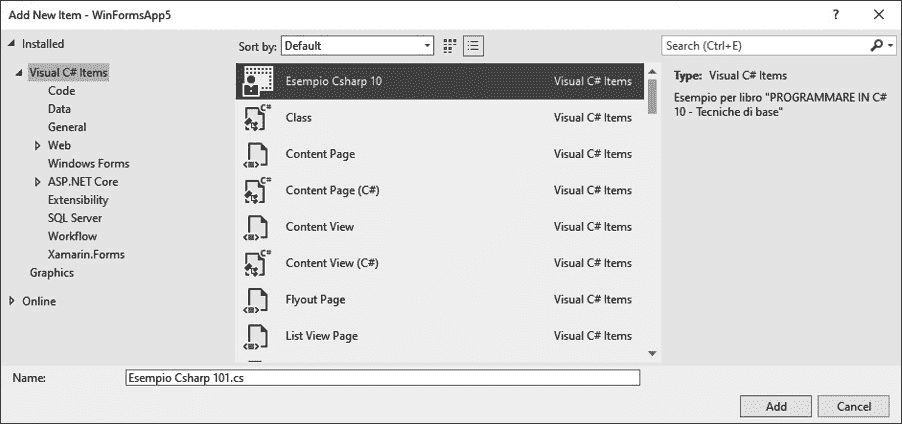 Add New Item - WinFormsApp5
? 
Installed
Sort by: Default
Search (Ctrl+E)
Visual C# Items
Code
Data
General
Web
Windows Forms
ASP.NET Core
Extensibility
SQL Server
Workflow
Xamarin.Forms
Graphics
Online
Esempio Csharp 10 Visual C# Items
C# Class Visual C# Items
Content Page Visual C# Items
C# Content Page (C#) Visual C# Items
Content View Visual C# Items
C# Content View (C#) Visual C# Items
Flyout Page Visual C# Items
List View Page Visual C# Items
Type: Visual C# Items
Esempio per libro "PROGRAMMARE IN C#
10 - Tecniche di base"
Name: Esempio Csharp 101.cs
Add Cancel